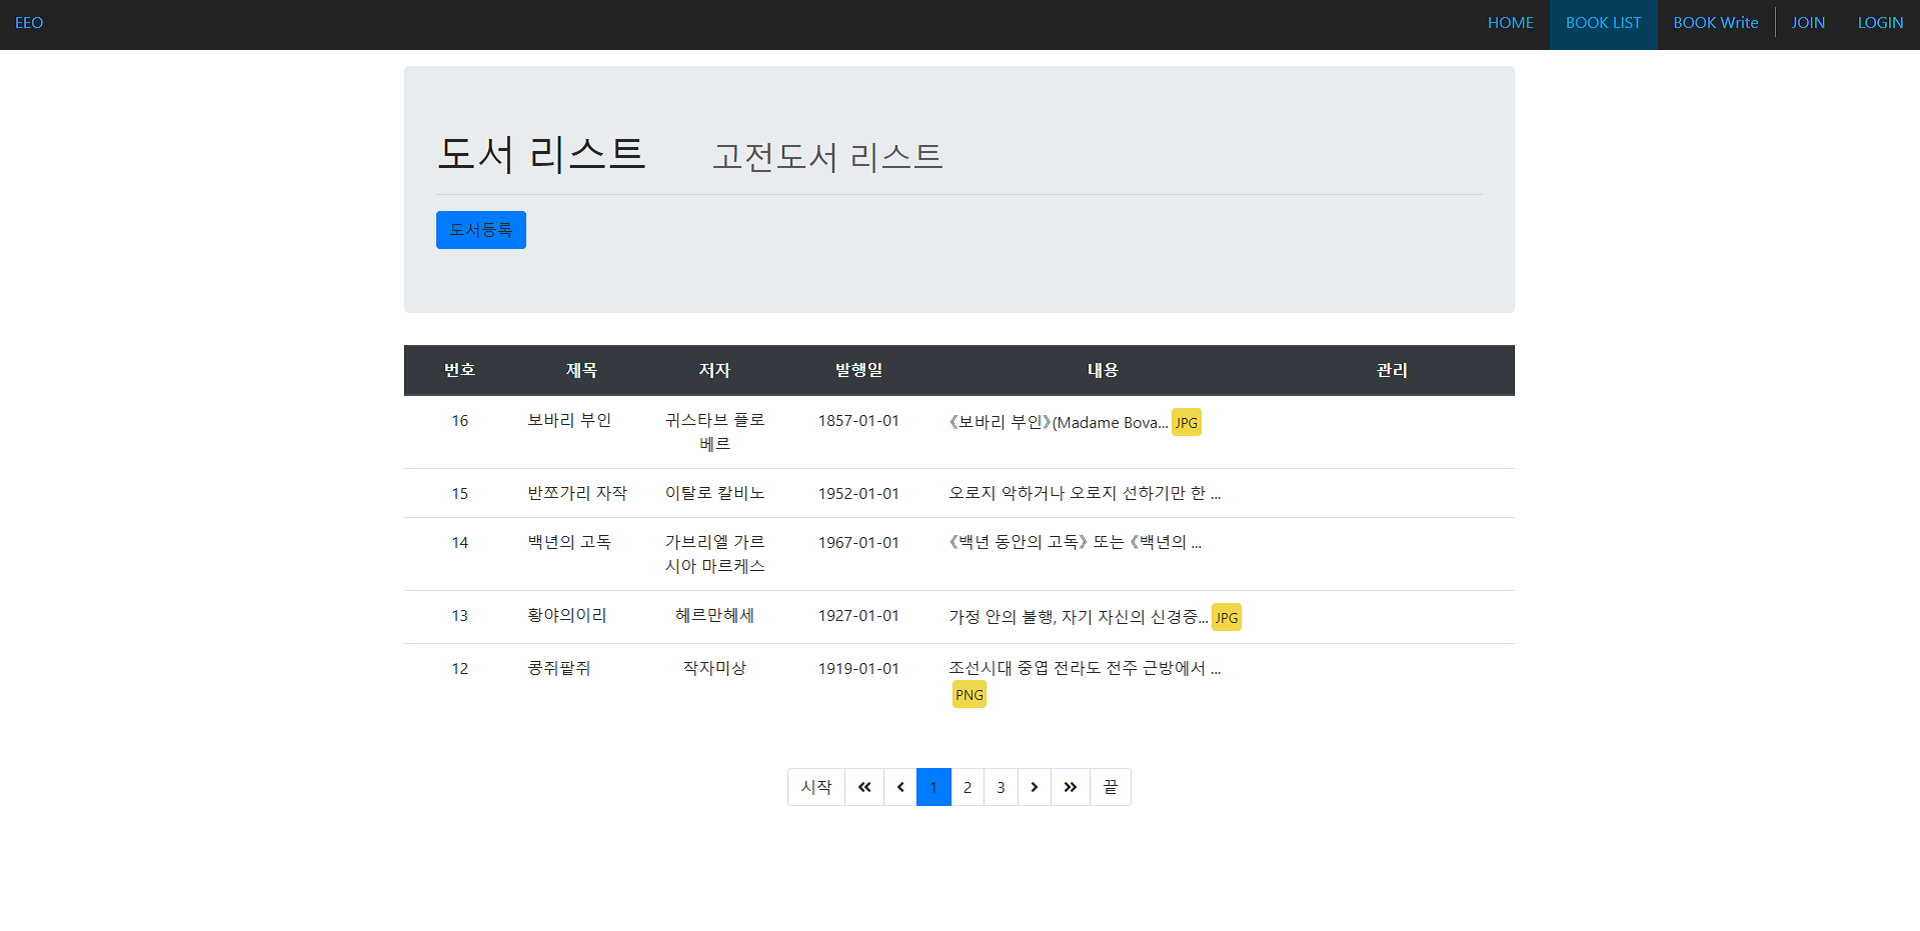 EEO HOME BOOK LIST BOOK Write JOIN LOGIN
도서 리스트 고전도서 리스트
도서등록
번호 제목 저자 발행일 내용 관리
16 보바리 부인 귀스타브 플로베르 1857-01-01 《보바리 부인》(Madame Bova... JPG
15 반쪼가리 자작 이탈로 칼비노 1952-01-01 오로지 악하거나 오로지 선하기만 한 ...
14 백년의 고독 가브리엘 가르시아 마르케스 1967-01-01 《백년 동안의 고독》 또는 《백년의 ...
13 황야의이리 헤르만헤세 1927-01-01 가정 안의 불행, 자기 자신의 신경증... JPG
12 콩쥐팥쥐 작자미상 1919-01-01 조선시대 중엽 전라도 전주 근방에서 ...
PNG
시작 « ‹ 1 2 3 › » 끝